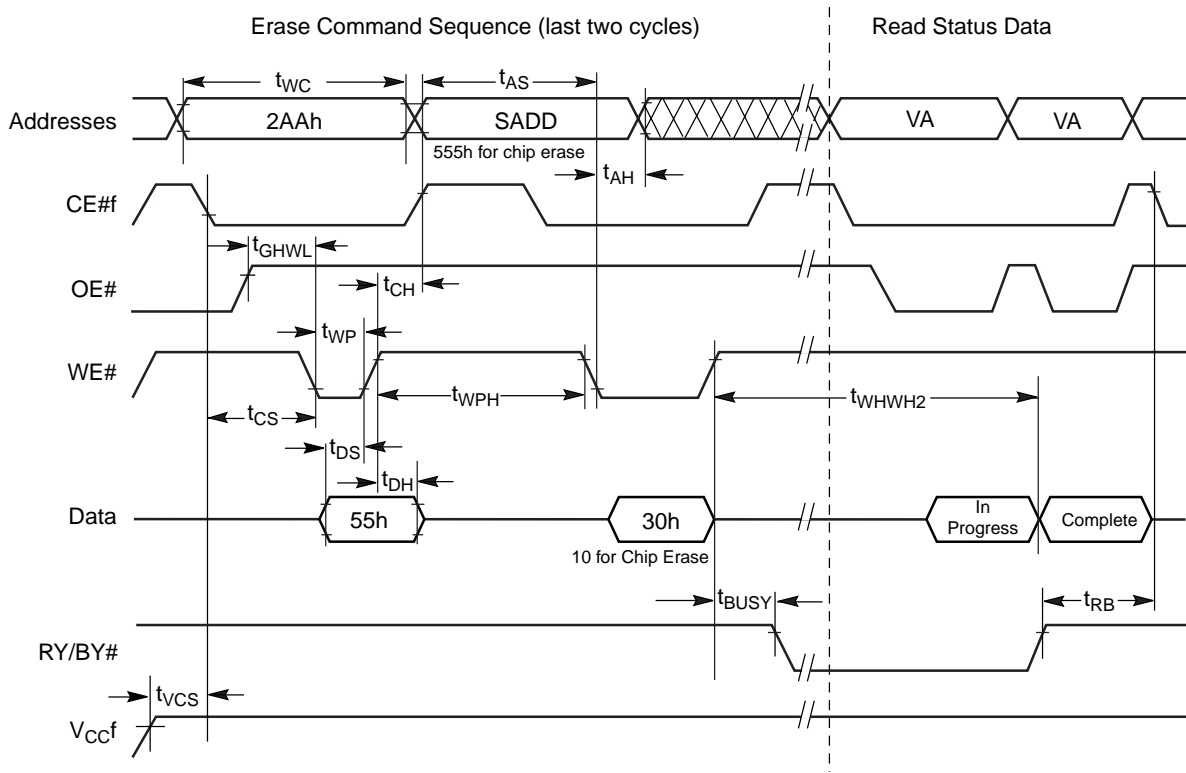 Erase Command Sequence (last two cycles)
Read Status Data
tWC
tAS
Addresses
2AAh
SADD
VA
VA
555h for chip erase
tAH
CE#f
tGHWL
OE#
tCH
tWP
WE#
tWPH
tWHWH2
tCS
tDS
tDH
Data
55h
30h
In
Progress
Complete
10 for Chip Erase
tBUSY
tRB
RY/BY#
tVCS
VCCf